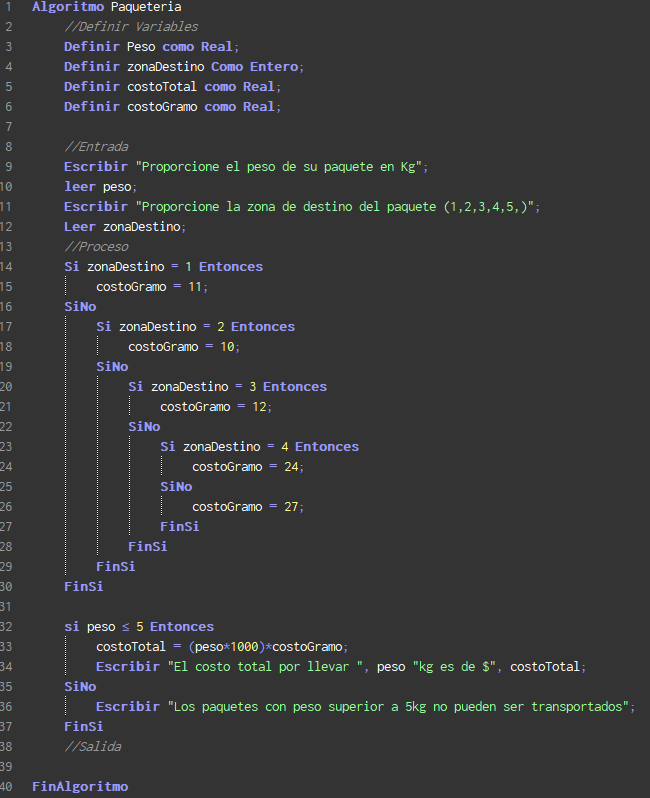 1 Algoritmo Paqueteria
2 //Definir Variables
3 Definir Peso como Real;
4 Definir zonaDestino Como Entero;
5 Definir costoTotal como Real;
6 Definir costoGramo como Real;
7
8 //Entrada
9 Escribir "Proporcione el peso de su paquete en Kg";
10 leer peso;
11 Escribir "Proporcione la zona de destino del paquete (1,2,3,4,5,)";
12 Leer zonaDestino;
13 //Proceso
14 Si zonaDestino = 1 Entonces
15 costoGramo = 11;
16 SiNo
17 Si zonaDestino = 2 Entonces
18 costoGramo = 10;
19 SiNo
20 Si zonaDestino = 3 Entonces
21 costoGramo = 12;
22 SiNo
23 Si zonaDestino = 4 Entonces
24 costoGramo = 24;
25 SiNo
26 costoGramo = 27;
27 FinSi
28 FinSi
29 FinSi
30 FinSi
31
32 si peso ≤ 5 Entonces
33 costoTotal = (peso*1000)*costoGramo;
34 Escribir "El costo total por llevar ", peso "kg es de $", costoTotal;
35 SiNo
36 Escribir "Los paquetes con peso superior a 5kg no pueden ser transportados";
37 FinSi
38 //Salida
39
40 FinAlgoritmo